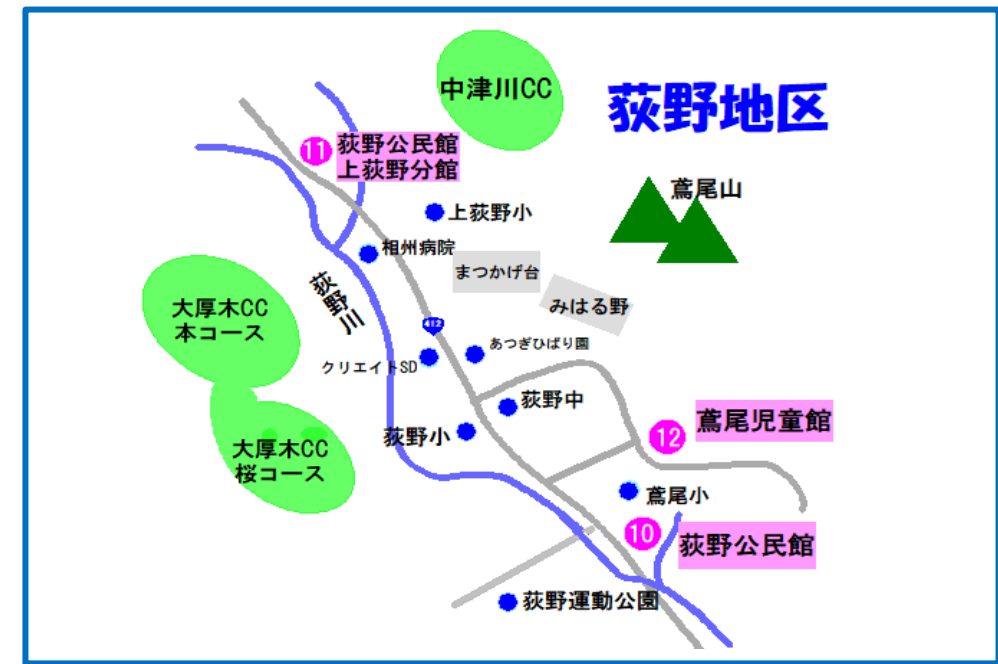 中津川CC
荻野地区
11
荻野公民館
上荻野分館
鳶尾山
上荻野小
相州病院
まつかげ台
荻野川
みはる野
大厚木CC
本コース
412
あつぎひばり園
クリエイトSD
荻野中
鳶尾児童館
12
荻野小
大厚木CC
桜コース
鳶尾小
10
荻野公民館
荻野運動公園